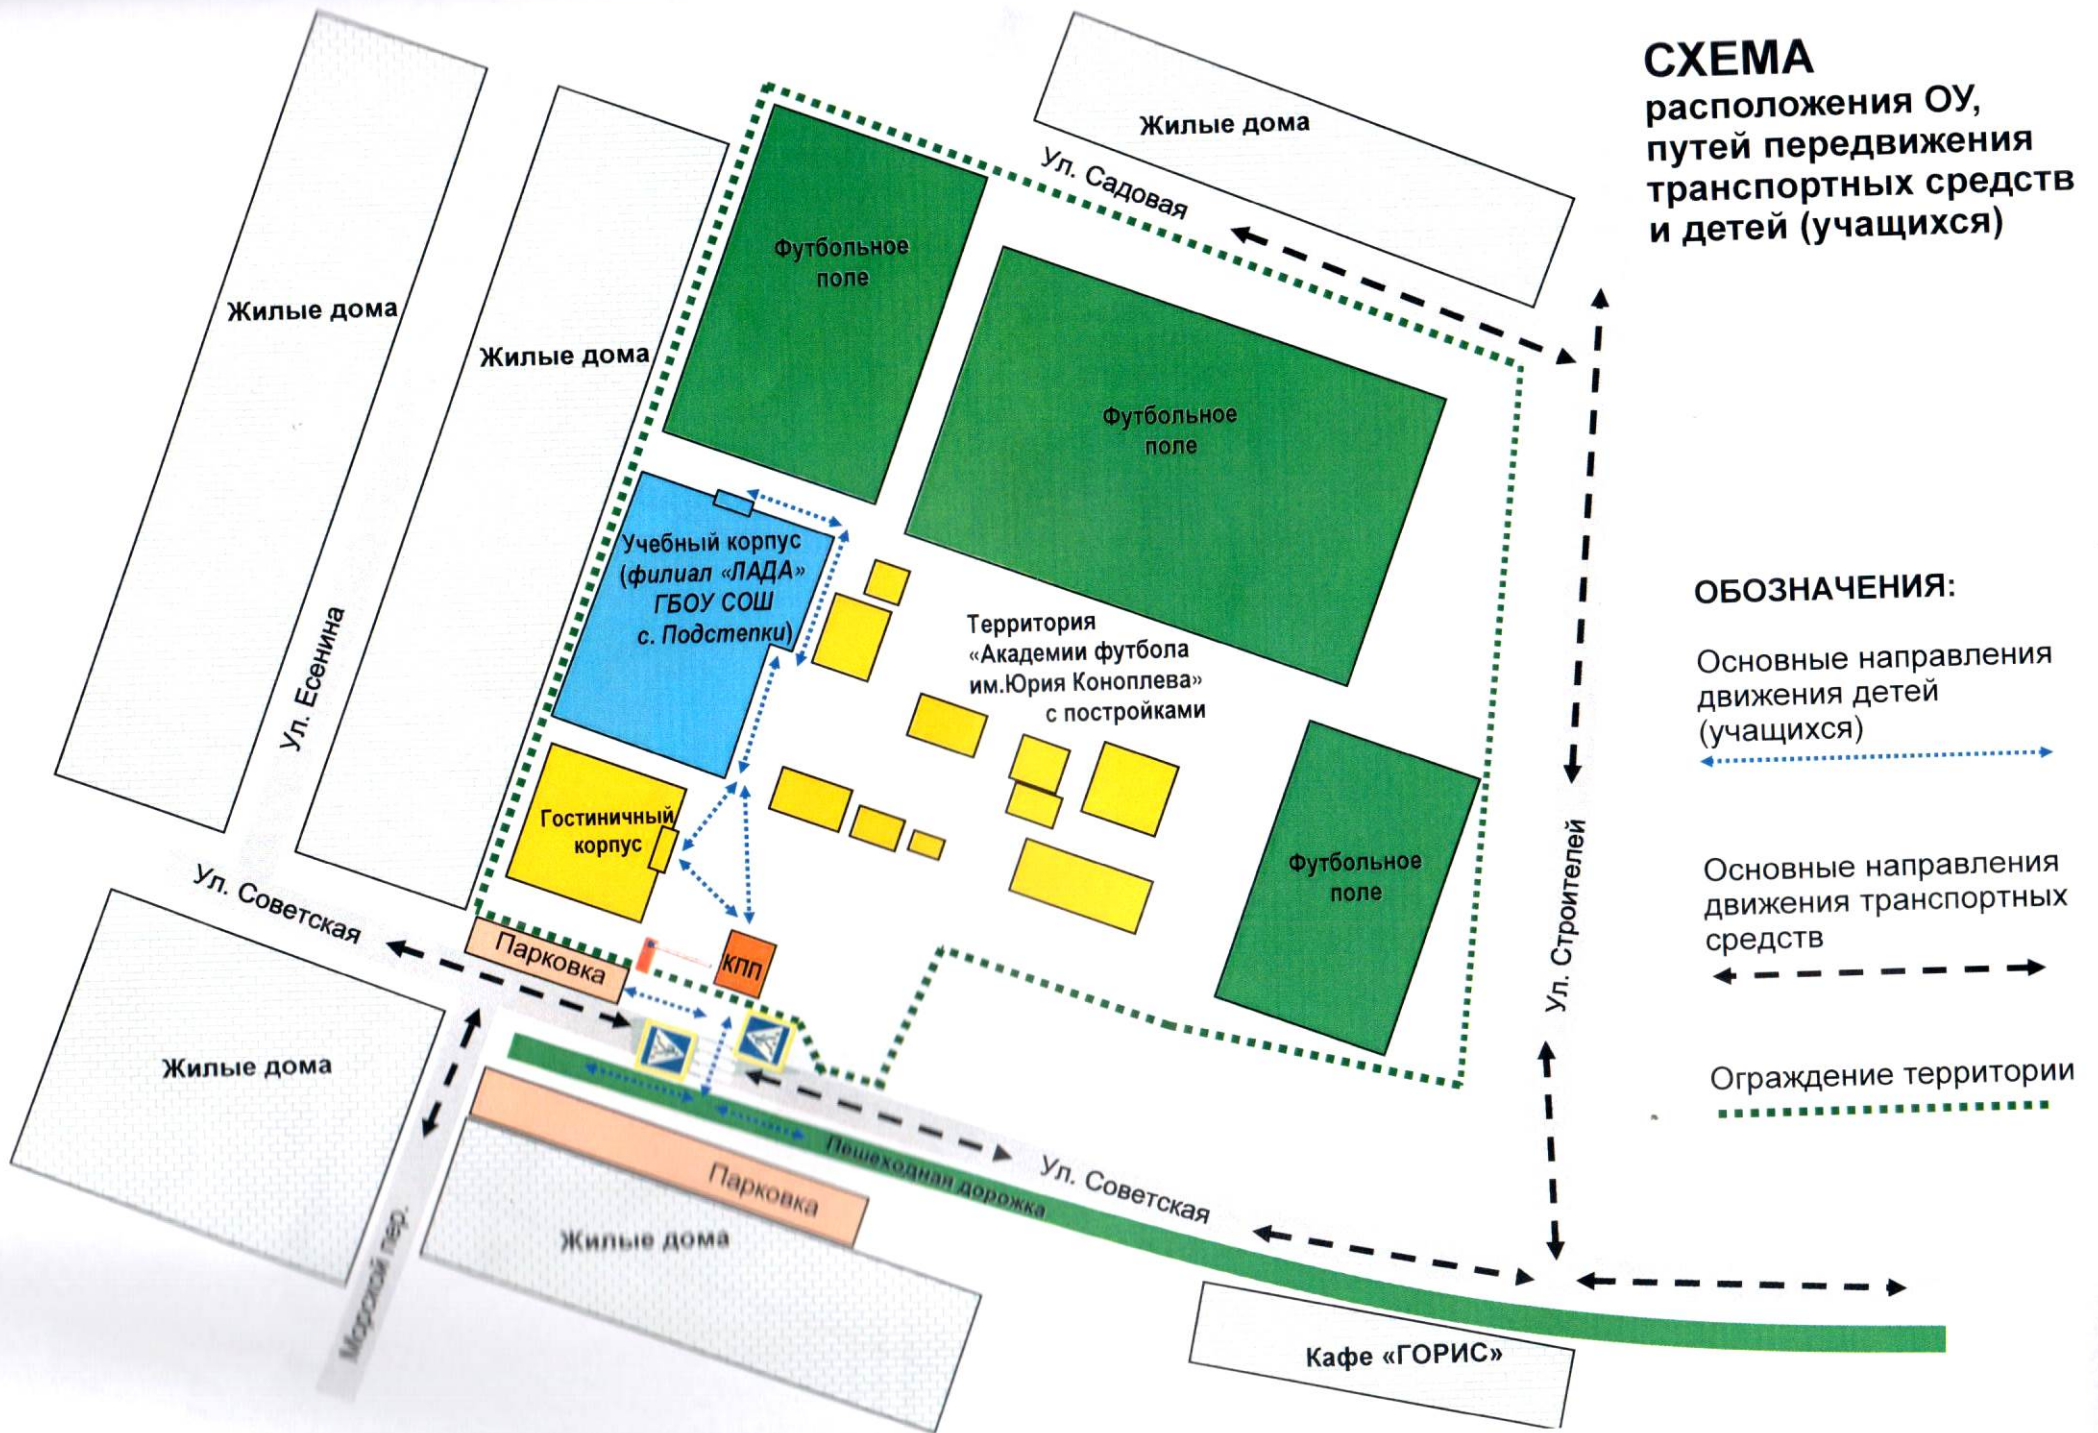 СХЕМА
расположения ОУ,
путей передвижения
транспортных средств
и детей (учащихся)
Жилые дома
Ул. Садовая
Футбольное
поле
Жилые дома
Жилые дома
Футбольное
поле
Учебный корпус
(филиал «ЛАДА»
ГБОУ СОШ
с. Подстепки)
Территория
«Академии футбола
им.Юрия Коноплева»
с постройками
ОБОЗНАЧЕНИЯ:
Основные направления
движения детей
(учащихся)
Ул. Есенина
Гостиничный
корпус
Футбольное
поле
Ул. Строителей
Основные направления
движения транспортных
средств
Ул. Советская
Парковка
КПП
Жилые дома
Ограждение территории
Пешеходная дорожка
Ул. Советская
Парковка
Жилые дома
Морской пер.
Кафе «ГОРИС»